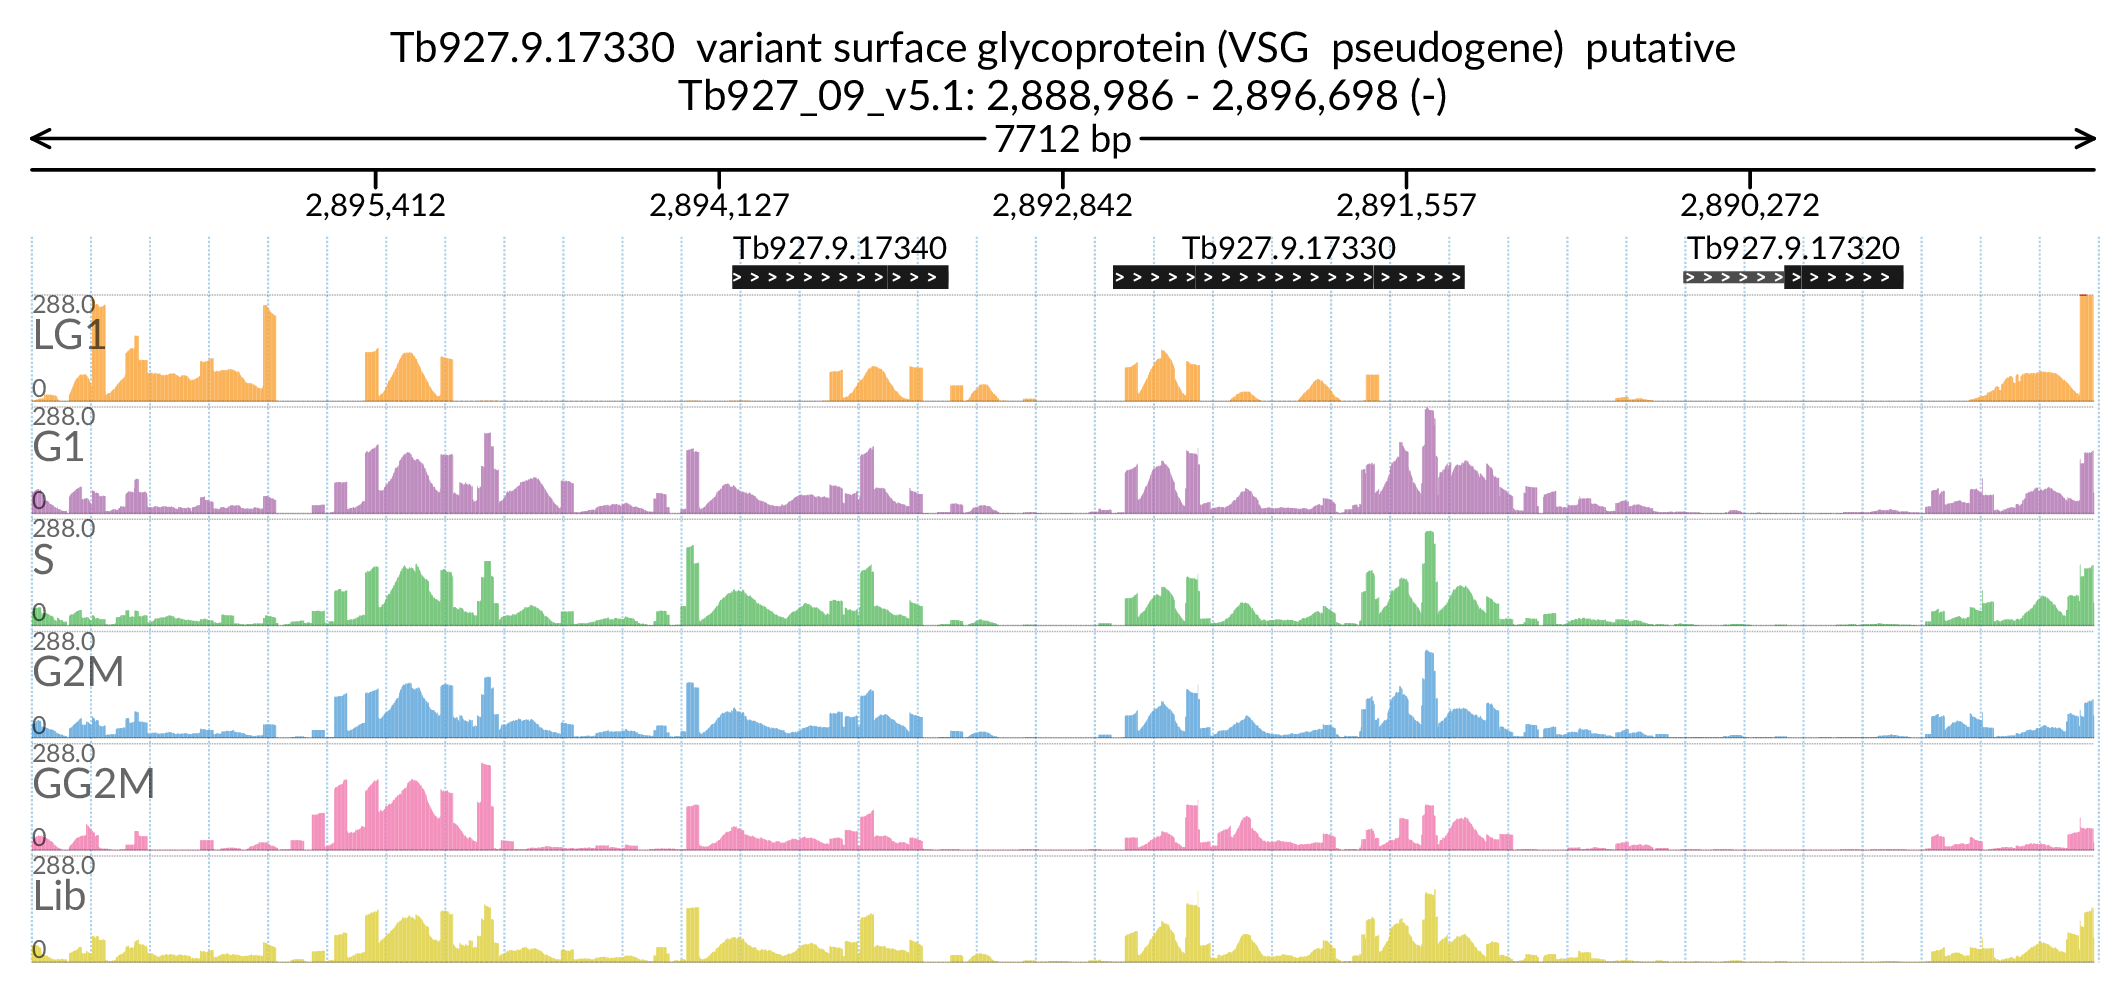 Tb927.9.17330 variant surface glycoprotein (VSG pseudogene) putative
Tb927_09_v5.1: 2,888,986 - 2,896,698 (-)
7712 bp
2,895,412 2,894,127 2,892,842 2,891,557 2,890,272
Tb927.9.17340 Tb927.9.17330 Tb927.9.17320
288.0
LG1
0
288.0
G1
0
288.0
S
0
288.0
G2M
0
288.0
GG2M
0
288.0
Lib
0